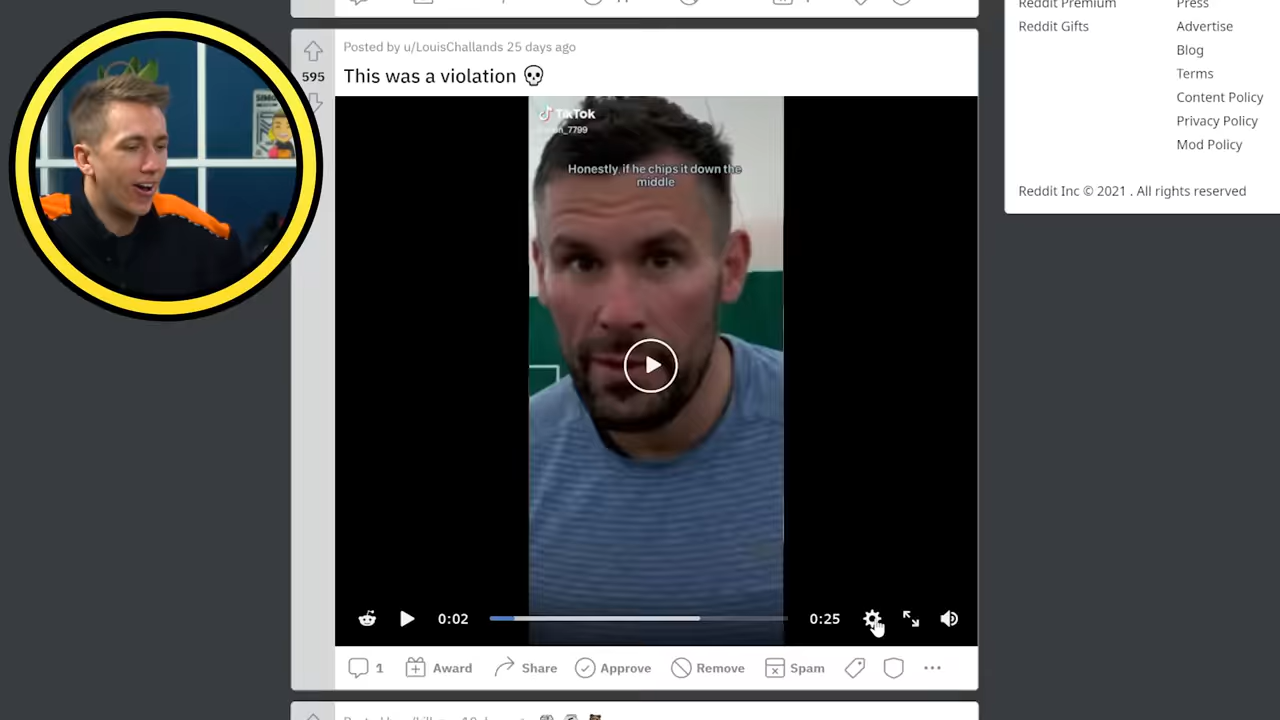 Reddit Premium
Press
Reddit Gifts
Advertise
Blog
Terms
Content Policy
Privacy Policy
Mod Policy
Reddit Inc © 2021 . All rights reserved
Posted by u/LouisChallands 25 days ago
595
This was a violation 💀
TikTok
Honestly, if he chips it down the
middle
0:02
0:25
1
Award
Share
Approve
Remove
Spam